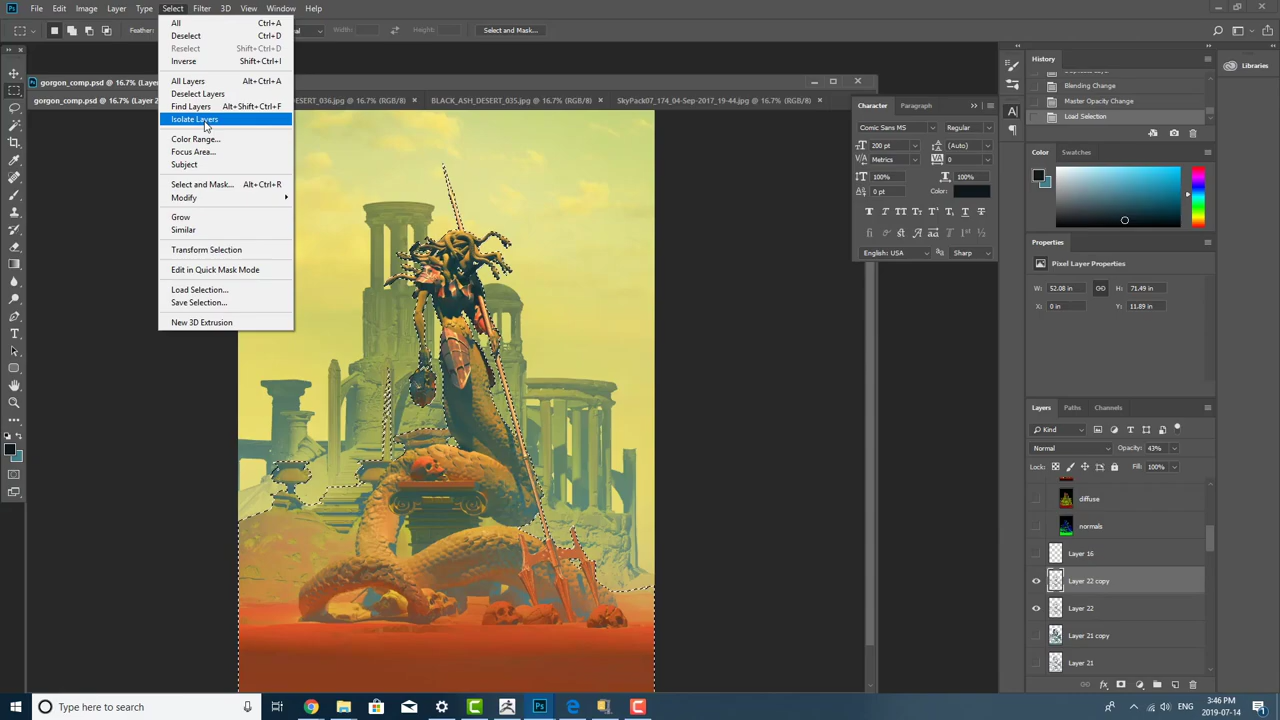 File Edit Image Layer Type Select Filter 3D View Window Help
Width: Height: Select and Mask...
All Ctrl+A
Deselect Ctrl+D
Reselect Shift+Ctrl+D
Inverse Shift+Ctrl+I
All Layers Alt+Ctrl+A
Deselect Layers
Find Layers Alt+Shift+Ctrl+F
Isolate Layers
Color Range...
Focus Area...
Subject
Select and Mask... Alt+Ctrl+R
Modify
Grow
Similar
Transform Selection
Edit in Quick Mask Mode
Load Selection...
Save Selection...
New 3D Extrusion
gorgon_comp.psd @ 16.7% (Layer
gorgon_comp.psd @ 16.7% (Layer 2 DESERT_036.jpg @ 16.7% (RGB/8) × BLACK_ASH_DESERT_035.jpg @ 16.7% (RGB/8) × SkyPack07_174_04-Sep-2017_19-44.jpg @ 16.7% (RGB/8) ×
Character Paragraph
Comic Sans MS Regular
200 pt (Auto)
Metrics 0
100% 100%
0 pt Color:
English: USA Sharp
History
Blending Change
Master Opacity Change
Load Selection
Libraries
Color Swatches
Properties
Pixel Layer Properties
W: 52.08 in H: 71.49 in
X: 0 in Y: 11.89 in
Layers Paths Channels
Kind
Normal Opacity: 43%
Lock: Fill: 100%
diffuse
normals
Layer 16
Layer 22 copy
Layer 22
Layer 21 copy
Layer 21
Type here to search
3:46 PM
2019-07-14